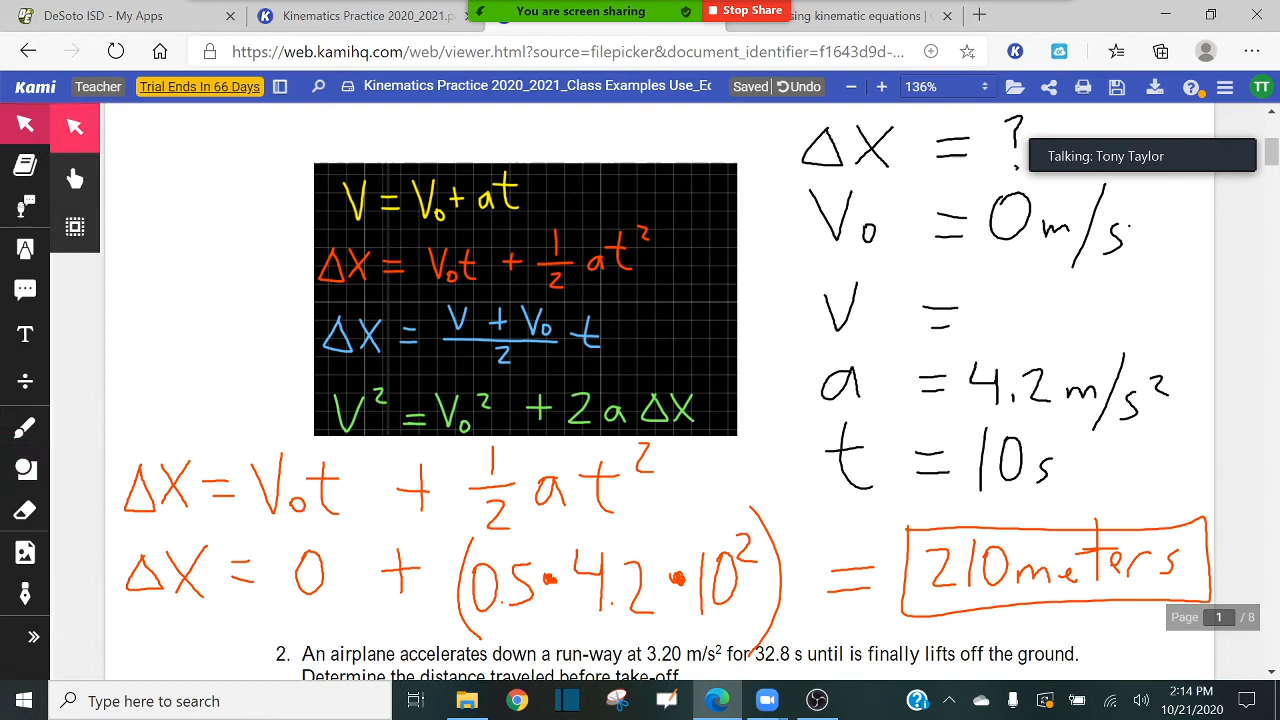 DeSoto ISD - My Apps
Kinematics Practice 2020_2021.p
You are screen sharing
Stop Share
sing kinematic equations | C
https://web.kamihq.com/web/viewer.html?source=filepicker&document_identifier=f1643d9d-...
Kami
Teacher
Trial Ends In 66 Days
Kinematics Practice 2020_2021_Class Examples Use_Ec
Saved
Undo
136%
TT
Talking: Tony Taylor
V = V₀ + at
ΔX = V₀t + 1/2 at²
ΔX = (V + V₀)/2 t
V² = V₀² + 2 a ΔX
ΔX = ?
V₀ = 0 m/s
V =
a = 4.2 m/s²
t = 10 s
ΔX = V₀t + 1/2 at²
ΔX = 0 + (0.5 • 4.2 • 10²) = 210 meters
Page 1 / 8
2. An airplane accelerates down a run-way at 3.20 m/s² for 32.8 s until is finally lifts off the ground.
Determine the distance traveled before take-off.
Type here to search
2:14 PM
10/21/2020